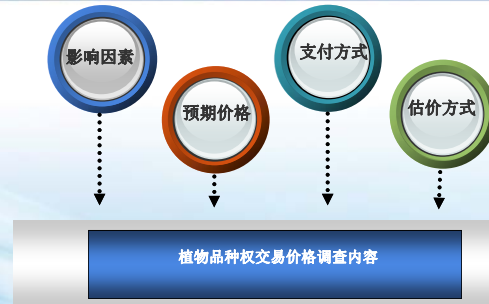 影响因素
预期价格
支付方式
估价方式
植物品种权交易价格调查内容